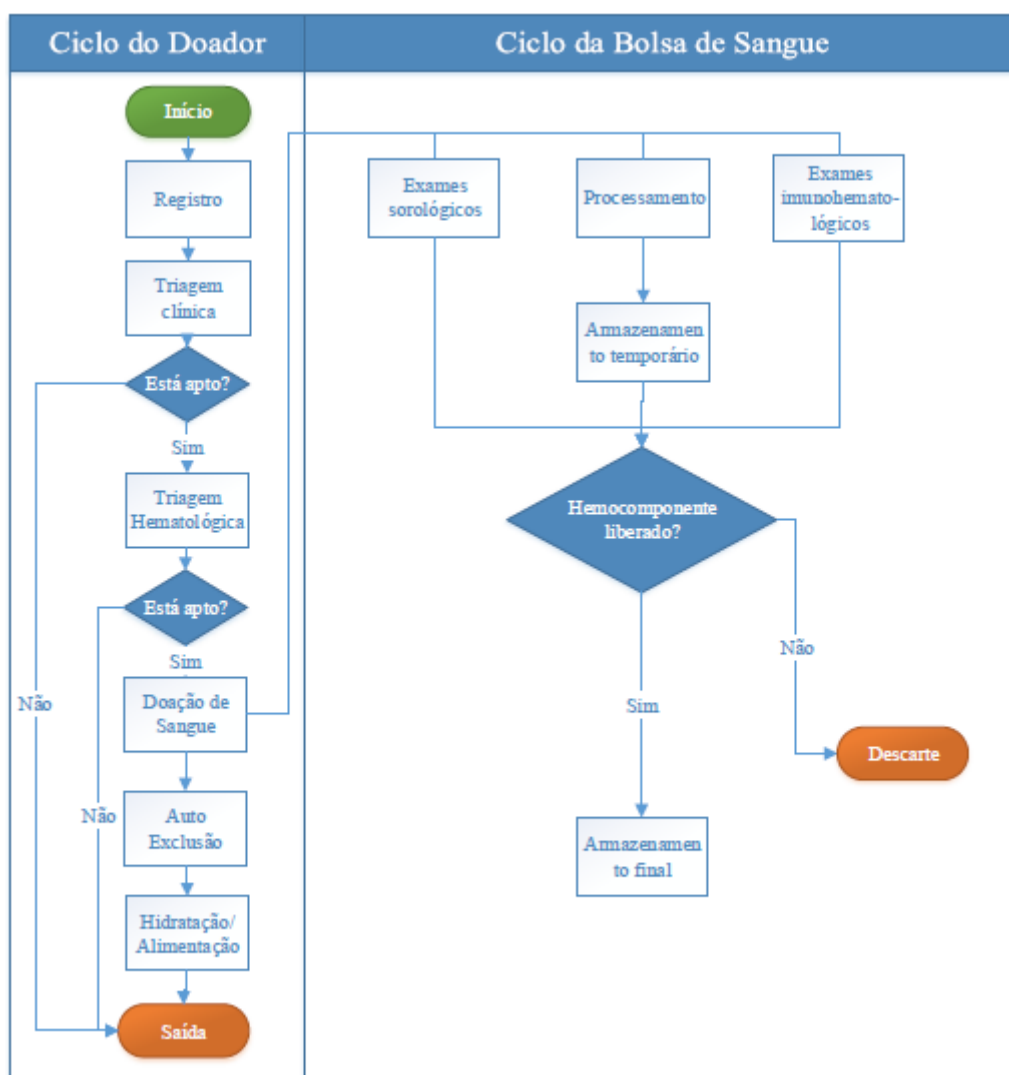 Ciclo do Doador
Início
Registro
Triagem
clínica
Está apto?
Sim
Triagem
Hematológica
Está apto?
Sim
Não
Doação de
Sangue
Não
Auto
Exclusão
Hidratação/
Alimentação
Saída
Ciclo da Bolsa de Sangue
Exames
sorológicos
Processamento
Exames
imunohemato-
lógicos
Armazenamen
to temporário
Hemocomponente
liberado?
Não
Sim
Descarte
Armazenamen
to final